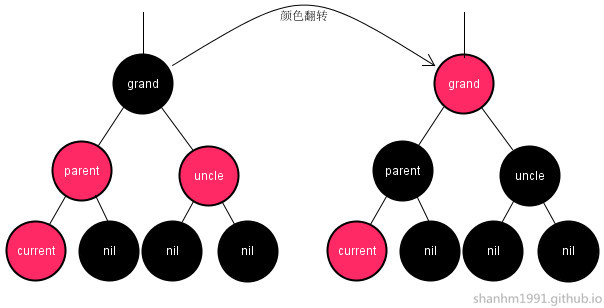 颜色翻转
grand
grand
parent
uncle
parent
uncle
current
nil
nil
nil
current
nil
nil
nil
shanhm1991.github.io